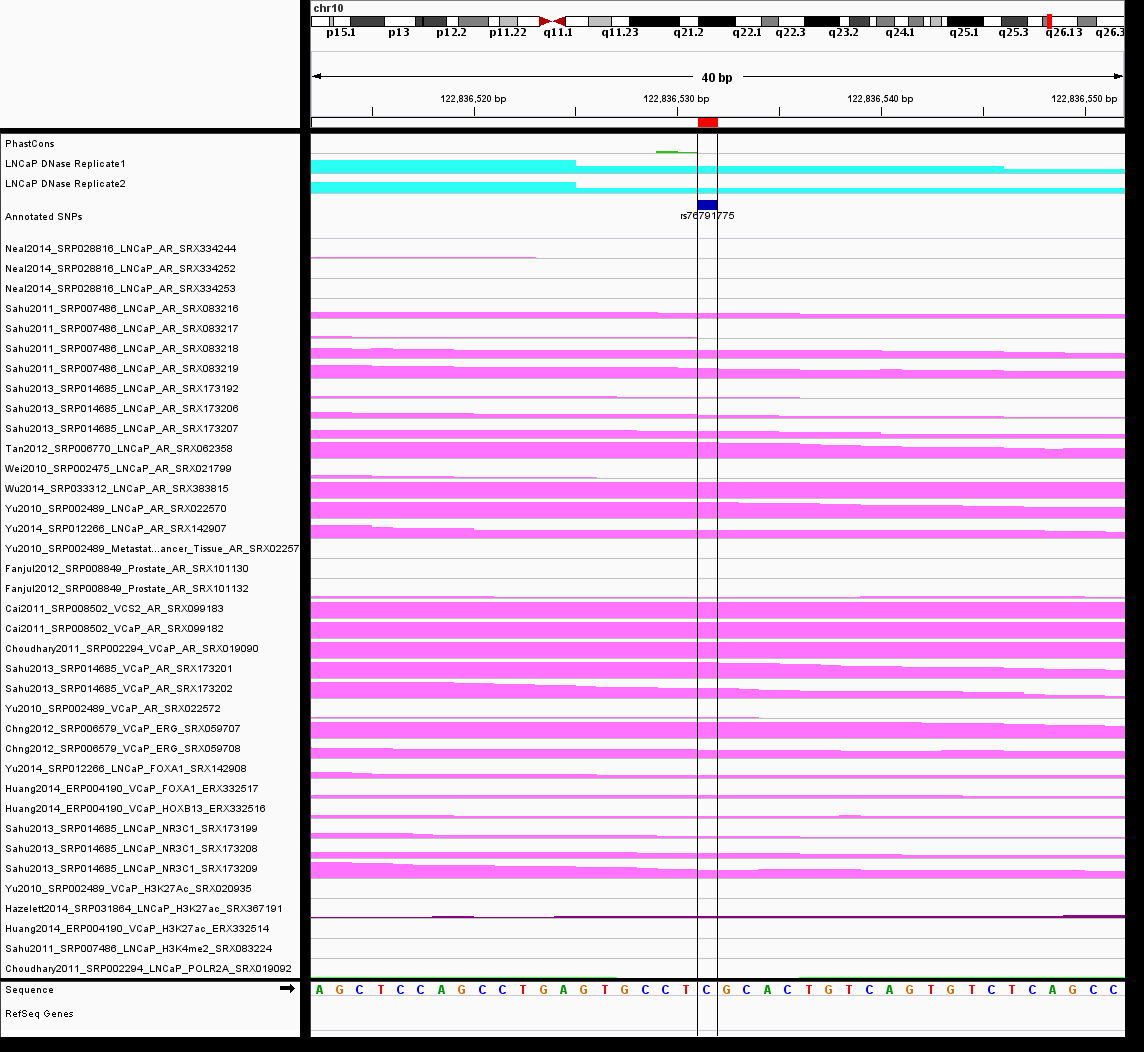 chr10
p15.1 p13 p12.2 p11.22 q11.1 q11.23 q21.2 q22.1 q22.3 q23.2 q24.1 q25.1 q25.3 q26.13 q26.3
40 bp
122,836,520 bp 122,836,530 bp 122,836,540 bp 122,836,550 bp
PhastCons
LNCaP DNase Replicate1
LNCaP DNase Replicate2
Annotated SNPs rs76791775
Neal2014_SRP028816_LNCaP_AR_SRX334244
Neal2014_SRP028816_LNCaP_AR_SRX334252
Neal2014_SRP028816_LNCaP_AR_SRX334253
Sahu2011_SRP007486_LNCaP_AR_SRX083216
Sahu2011_SRP007486_LNCaP_AR_SRX083217
Sahu2011_SRP007486_LNCaP_AR_SRX083218
Sahu2011_SRP007486_LNCaP_AR_SRX083219
Sahu2013_SRP014685_LNCaP_AR_SRX173192
Sahu2013_SRP014685_LNCaP_AR_SRX173206
Sahu2013_SRP014685_LNCaP_AR_SRX173207
Tan2012_SRP006770_LNCaP_AR_SRX062358
Wei2010_SRP002475_LNCaP_AR_SRX021799
Wu2014_SRP033312_LNCaP_AR_SRX383815
Yu2010_SRP002489_LNCaP_AR_SRX022570
Yu2014_SRP012266_LNCaP_AR_SRX142907
Yu2010_SRP002489_Metastat...ancer_Tissue_AR_SRX02257
Fanjul2012_SRP008849_Prostate_AR_SRX101130
Fanjul2012_SRP008849_Prostate_AR_SRX101132
Cai2011_SRP008502_VCS2_AR_SRX099183
Cai2011_SRP008502_VCaP_AR_SRX099182
Choudhary2011_SRP002294_VCaP_AR_SRX019090
Sahu2013_SRP014685_VCaP_AR_SRX173201
Sahu2013_SRP014685_VCaP_AR_SRX173202
Yu2010_SRP002489_VCaP_AR_SRX022572
Chng2012_SRP006579_VCaP_ERG_SRX059707
Chng2012_SRP006579_VCaP_ERG_SRX059708
Yu2014_SRP012266_LNCaP_FOXA1_SRX142908
Huang2014_ERP004190_VCaP_FOXA1_ERX332517
Huang2014_ERP004190_VCaP_HOXB13_ERX332516
Sahu2013_SRP014685_LNCaP_NR3C1_SRX173199
Sahu2013_SRP014685_LNCaP_NR3C1_SRX173208
Sahu2013_SRP014685_LNCaP_NR3C1_SRX173209
Yu2010_SRP002489_VCaP_H3K27Ac_SRX020935
Hazelett2014_SRP031864_LNCaP_H3K27ac_SRX367191
Huang2014_ERP004190_VCaP_H3K27ac_ERX332514
Sahu2011_SRP007486_LNCaP_H3K4me2_SRX083224
Choudhary2011_SRP002294_LNCaP_POLR2A_SRX019092
Sequence A G C T C C A G C C T G A G T G C C T C G C A C T G T C A G T G T C T C A G C C
RefSeq Genes